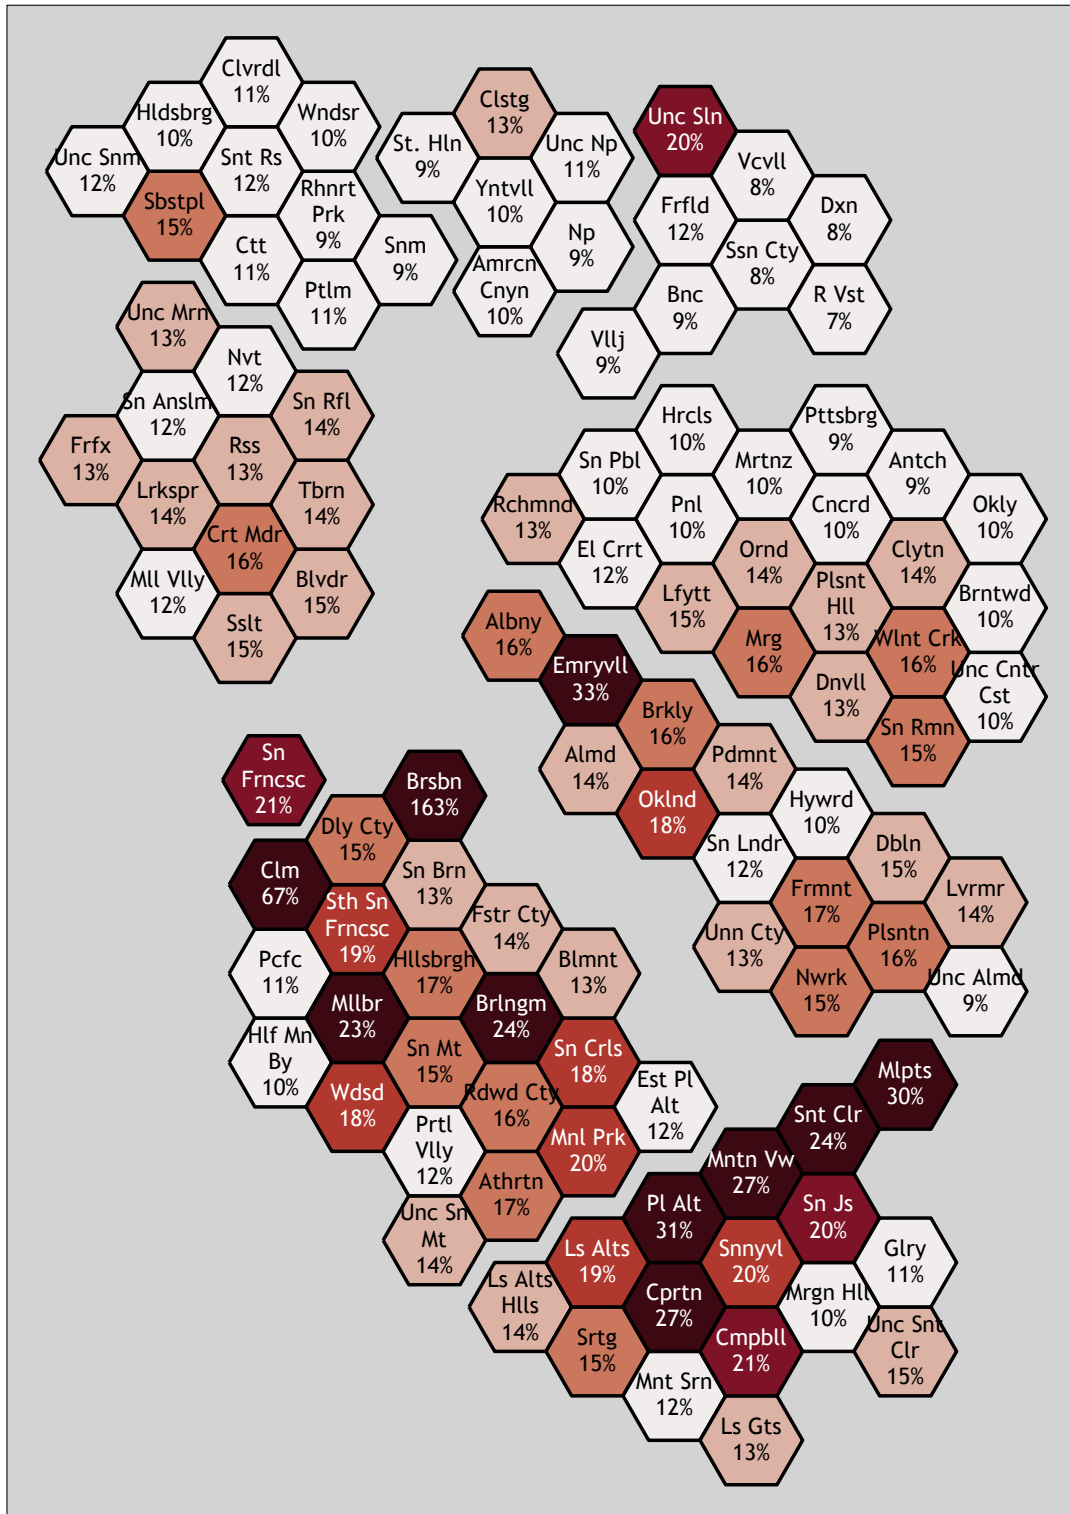 Clvrdl
11%
Hldsbrg
10%
Wndsr
10%
Unc Snm
12%
Snt Rs
12%
Sbstpl
15%
Rhnrt
Prk
9%
Ctt
11%
Snm
9%
Ptlm
11%
Clstg
13%
St. Hln
9%
Unc Np
11%
Yntvll
10%
Np
9%
Amrcn
Cnyn
10%
Unc Sln
20%
Vcvll
8%
Frfld
12%
Dxn
8%
Ssn Cty
8%
Bnc
9%
R Vst
7%
Vllj
9%
Unc Mrn
13%
Nvt
12%
Sn Anslm
12%
Sn Rfl
14%
Frfx
13%
Rss
13%
Lrkspr
14%
Tbrn
14%
Crt Mdr
16%
Mll Vlly
12%
Blvdr
15%
Sslt
15%
Hrcls
10%
Pttsbrg
9%
Sn Pbl
10%
Mrtnz
10%
Antch
9%
Rchmnd
13%
Pnl
10%
Cncrd
10%
Okly
10%
El Crrt
12%
Ornd
14%
Clytn
14%
Lfytt
15%
Plsnt
Hll
13%
Brntwd
10%
Mrg
16%
Wlnt Crk
16%
Dnvll
13%
Unc Cntr
Cst
10%
Sn Rmn
15%
Albny
16%
Emryvll
33%
Brkly
16%
Almd
14%
Pdmnt
14%
Oklnd
18%
Hywrd
10%
Sn Lndr
12%
Dbln
15%
Frmnt
17%
Lvrmr
14%
Unn Cty
13%
Plsntn
16%
Nwrk
15%
Unc Almd
9%
Sn
Frncsc
21%
Brsbn
163%
Dly Cty
15%
Clm
67%
Sn Brn
13%
Sth Sn
Frncsc
19%
Fstr Cty
14%
Pcfc
11%
Hllsbrgh
17%
Blmnt
13%
Mllbr
23%
Brlngm
24%
Hlf Mn
By
10%
Sn Mt
15%
Sn Crls
18%
Wdsd
18%
Rdwd Cty
16%
Est Pl
Alt
12%
Prtl
Vlly
12%
Mnl Prk
20%
Athrtn
17%
Unc Sn
Mt
14%
Mlpts
30%
Snt Clr
24%
Mntn Vw
27%
Pl Alt
31%
Sn Js
20%
Ls Alts
19%
Snnyvl
20%
Glry
11%
Ls Alts
Hlls
14%
Cprtn
27%
Mrgn Hll
10%
Srtg
15%
Cmpbll
21%
Unc Snt
Clr
15%
Mnt Srn
12%
Ls Gts
13%